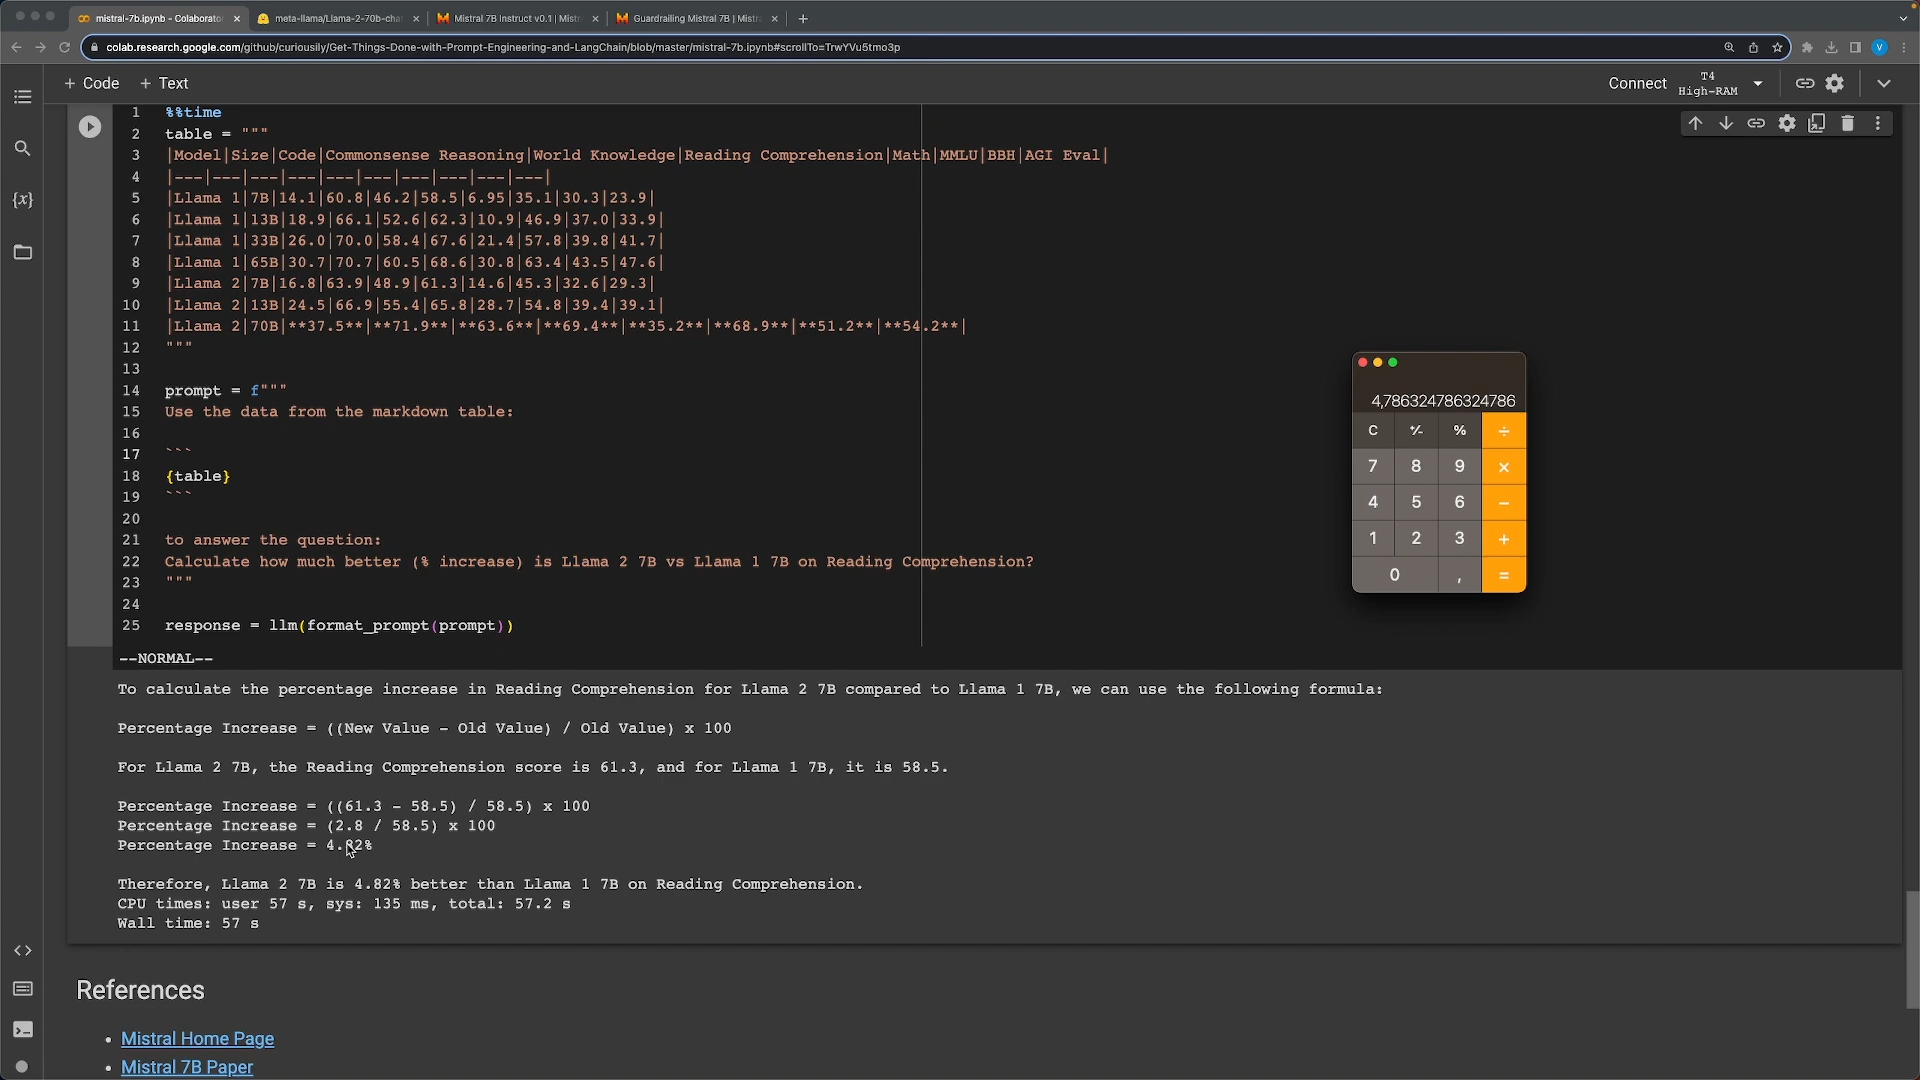 mistral-7b.ipynb - Colaborato
meta-llama/Llama-2-70b-cha
Mistral 7B Instruct v0.1 | Mist
Guardrailing Mistral 7B | Mistr
colab.research.google.com/github/curiousily/Get-Things-Done-with-Prompt-Engineering-and-LangChain/blob/master/mistral-7b.ipynb#scrollTo=TrwYVu5tmo3p
V
+ Code + Text
Connect
T4
High-RAM
1 %%time
2 table = """
3 |Model|Size|Code|Commonsense Reasoning|World Knowledge|Reading Comprehension|Math|MMLU|BBH|AGI Eval|
4 |---|---|---|---|---|---|---|---|---|---|
5 |Llama 1|7B|14.1|60.8|46.2|58.5|6.95|35.1|30.3|23.9|
6 |Llama 1|13B|18.9|66.1|52.6|62.3|10.9|46.9|37.0|33.9|
7 |Llama 1|33B|26.0|70.0|58.4|67.6|21.4|57.8|39.8|41.7|
8 |Llama 1|65B|30.7|70.7|60.5|68.6|30.8|63.4|43.5|47.6|
9 |Llama 2|7B|16.8|63.9|48.9|61.3|14.6|45.3|32.6|29.3|
10 |Llama 2|13B|24.5|66.9|55.4|65.8|28.7|54.8|39.4|39.1|
11 |Llama 2|70B|**37.5**|**71.9**|**63.6**|**69.4**|**35.2**|**68.9**|**51.2**|**54.2**|
12 """
13
14 prompt = f"""
15 Use the data from the markdown table:
16
17 ```
18 {table}
19 ```
20
21 to answer the question:
22 Calculate how much better (% increase) is Llama 2 7B vs Llama 1 7B on Reading Comprehension?
23 """
24
25 response = llm(format_prompt(prompt))
--NORMAL--
4,786324786324786
C ⁺∕₋ % ÷
7 8 9 ×
4 5 6 −
1 2 3 +
0 , =
To calculate the percentage increase in Reading Comprehension for Llama 2 7B compared to Llama 1 7B, we can use the following formula:
Percentage Increase = ((New Value - Old Value) / Old Value) x 100
For Llama 2 7B, the Reading Comprehension score is 61.3, and for Llama 1 7B, it is 58.5.
Percentage Increase = ((61.3 - 58.5) / 58.5) x 100
Percentage Increase = (2.8 / 58.5) x 100
Percentage Increase = 4.82%
Therefore, Llama 2 7B is 4.82% better than Llama 1 7B on Reading Comprehension.
CPU times: user 57 s, sys: 135 ms, total: 57.2 s
Wall time: 57 s
References
• Mistral Home Page
• Mistral 7B Paper